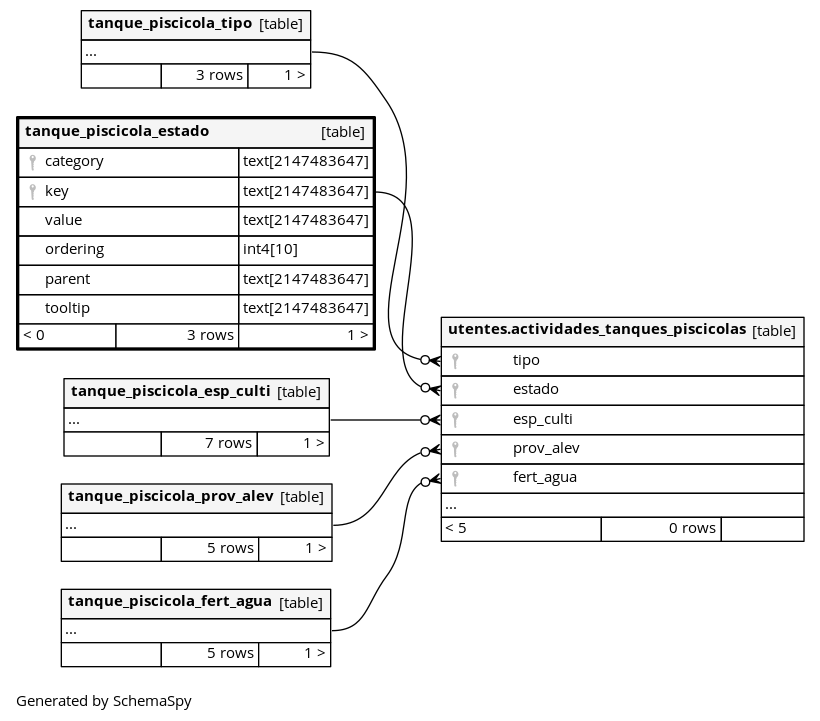 tanque_piscicola_tipo [table]
...
3 rows 1 >
tanque_piscicola_estado [table]
category text[2147483647]
key text[2147483647]
value text[2147483647]
ordering int4[10]
parent text[2147483647]
tooltip text[2147483647]
< 0 3 rows 1 >
utentes.actividades_tanques_piscicolas [table]
tipo
estado
esp_culti
prov_alev
fert_agua
...
< 5 0 rows
tanque_piscicola_esp_culti [table]
...
7 rows 1 >
tanque_piscicola_prov_alev [table]
...
5 rows 1 >
tanque_piscicola_fert_agua [table]
...
5 rows 1 >
Generated by SchemaSpy